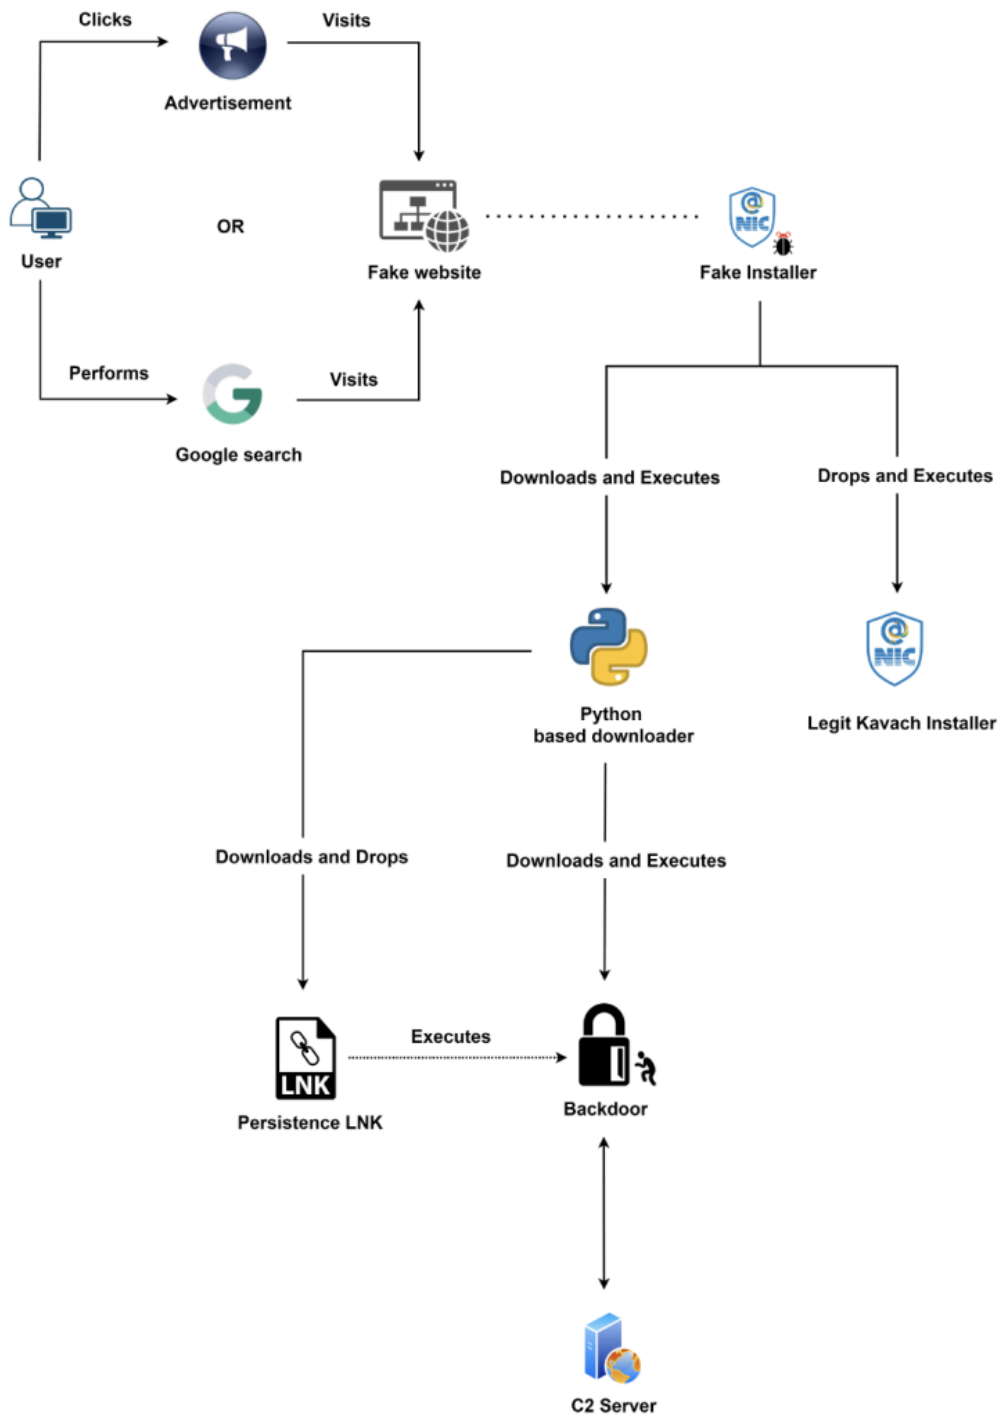 Clicks
Visits
Advertisement
User
OR
Fake website
@
NIC
Fake Installer
Performs
Visits
Google search
Downloads and Executes
Drops and Executes
@
NIC
Python
based downloader
Legit Kavach Installer
Downloads and Drops
Downloads and Executes
LNK
Executes
Persistence LNK
Backdoor
C2 Server